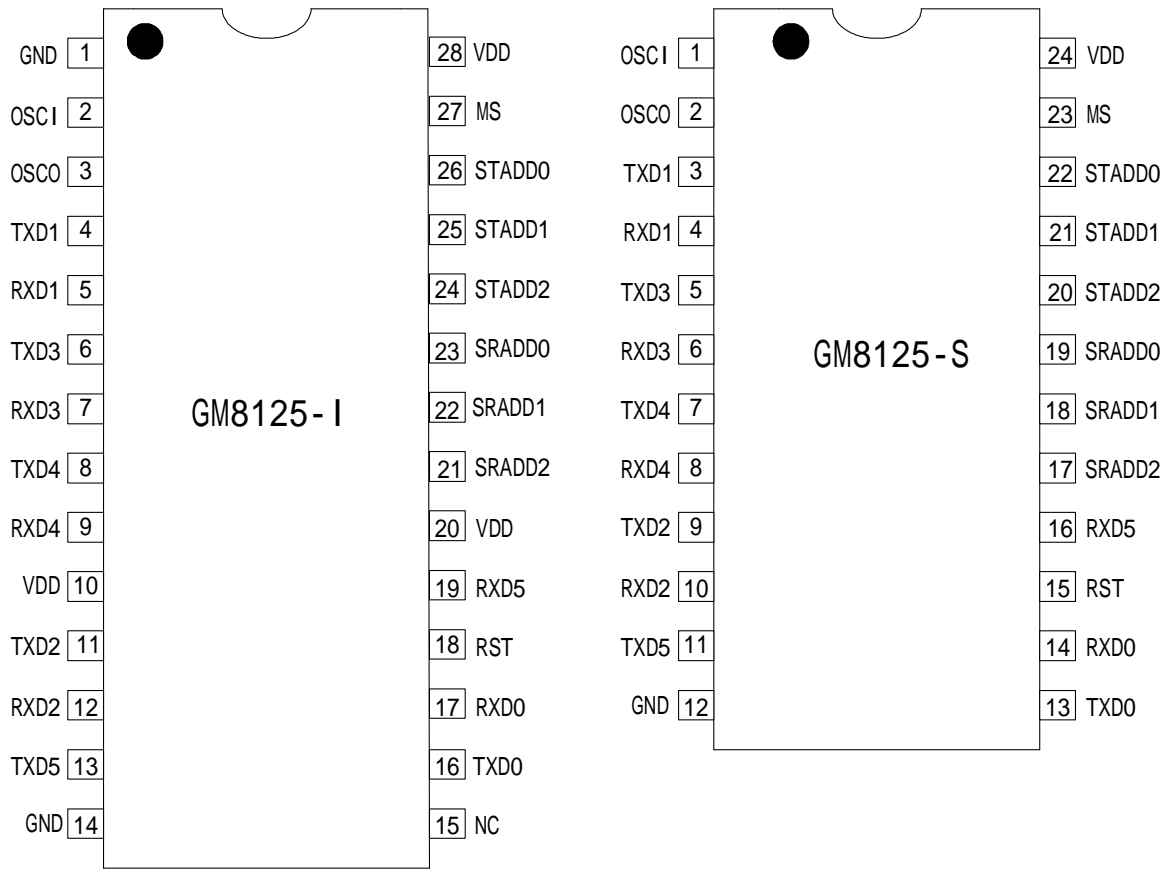 GND 1
OSCI 2
OSCO 3
TXD1 4
RXD1 5
TXD3 6
RXD3 7
TXD4 8
RXD4 9
VDD 10
TXD2 11
RXD2 12
TXD5 13
GND 14
GM8125-I
28 VDD
27 MS
26 STADD0
25 STADD1
24 STADD2
23 SRADD0
22 SRADD1
21 SRADD2
20 VDD
19 RXD5
18 RST
17 RXD0
16 TXD0
15 NC
OSCI 1
OSCO 2
TXD1 3
RXD1 4
TXD3 5
RXD3 6
TXD4 7
RXD4 8
TXD2 9
RXD2 10
TXD5 11
GND 12
GM8125-S
24 VDD
23 MS
22 STADD0
21 STADD1
20 STADD2
19 SRADD0
18 SRADD1
17 SRADD2
16 RXD5
15 RST
14 RXD0
13 TXD0